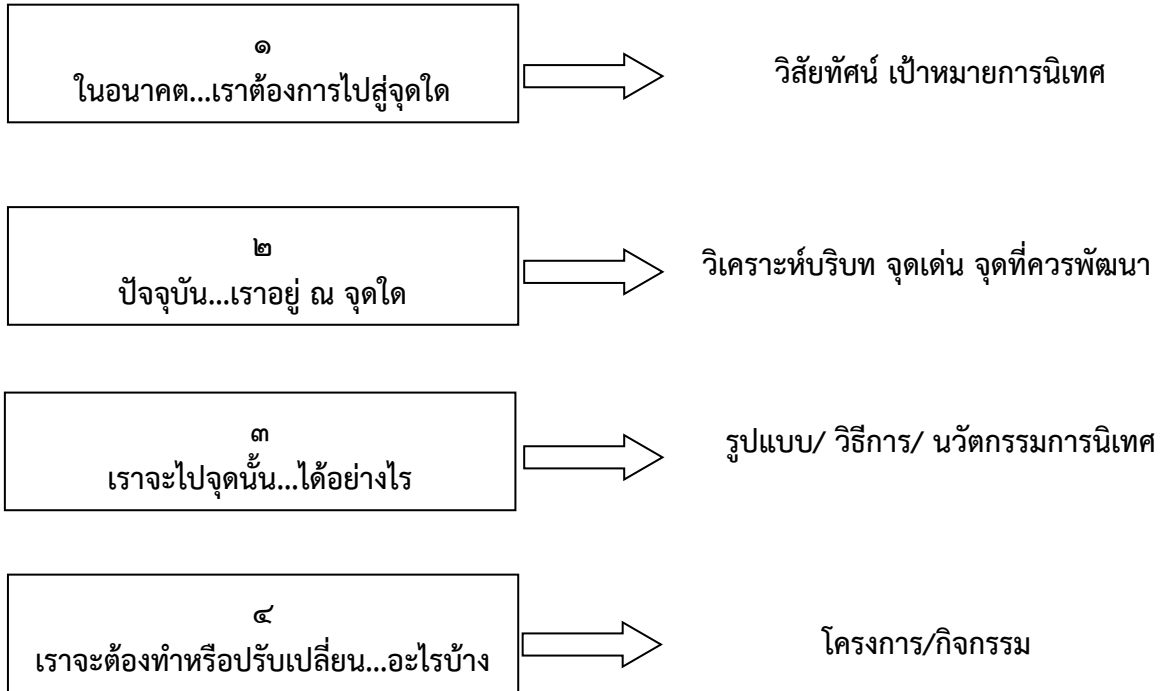 ๑
ในอนาคต...เราต้องการไปสู่จุดใด
วิสัยทัศน์ เป้าหมายการนิเทศ
๒
ปัจจุบัน...เราอยู่ ณ จุดใด
วิเคราะห์บริบท จุดเด่น จุดที่ควรพัฒนา
๓
เราจะไปจุดนั้น...ได้อย่างไร
รูปแบบ/ วิธีการ/ นวัตกรรมการนิเทศ
๔
เราจะต้องทำหรือปรับเปลี่ยน...อะไรบ้าง
โครงการ/กิจกรรม